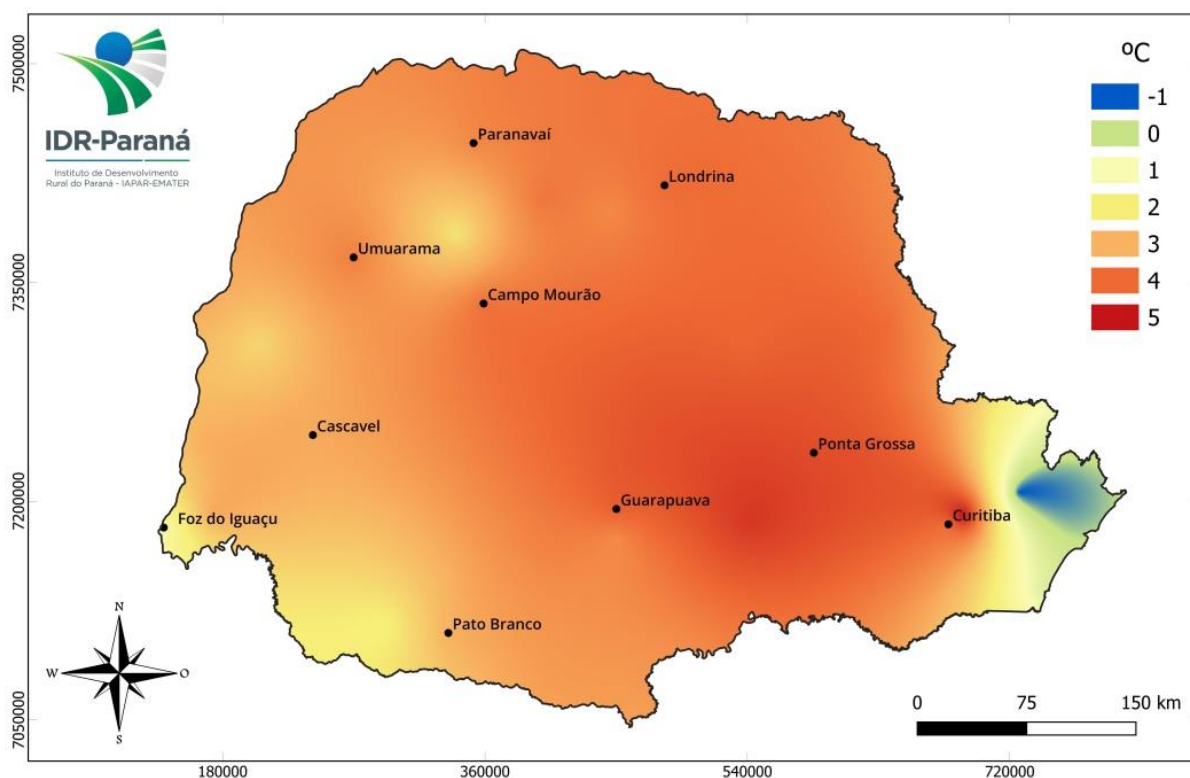 IDR-Paraná
Instituto de Desenvolvimento
Rural do Paraná - IAPAR-EMATER
ºC
-1
0
1
2
3
4
5
Paranavaí
Londrina
Umuarama
Campo Mourão
Cascavel
Ponta Grossa
Guarapuava
Foz do Iguaçu
Curitiba
Pato Branco
N
W
O
S
0 75 150 km
7500000
7350000
7200000
7050000
180000 360000 540000 720000